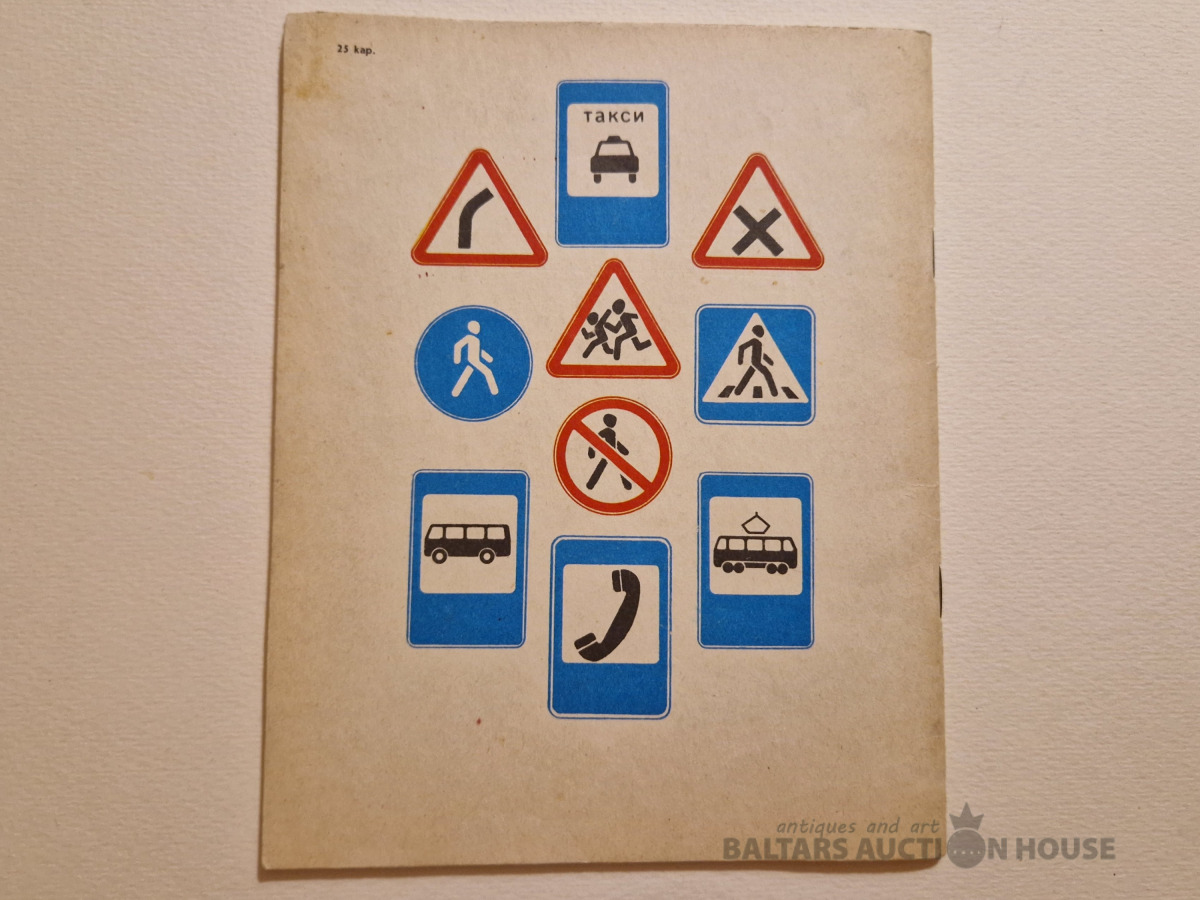 25 kap.
такси
antiques and art
BALTARS AUCTION HOUSE